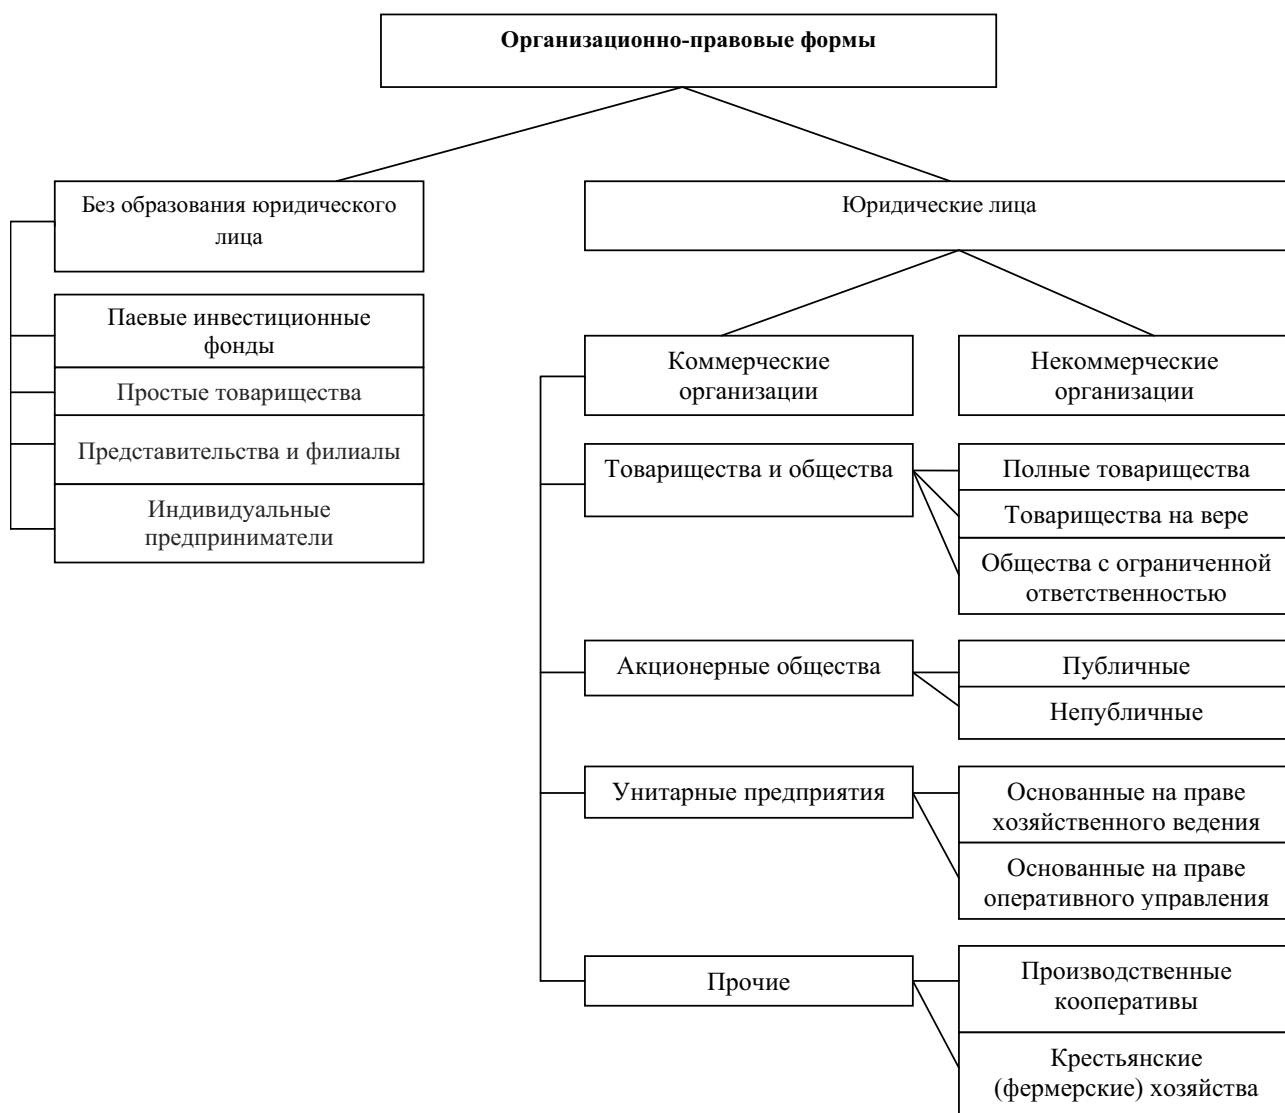 Организационно-правовые формы
Без образования юридического
лица
Юридические лица
Паевые инвестиционные
фонды
Простые товарищества
Представительства и филиалы
Индивидуальные
предприниматели
Коммерческие
организации
Некоммерческие
организации
Товарищества и общества
Полные товарищества
Товарищества на вере
Общества с ограниченной
ответственностью
Акционерные общества
Публичные
Непубличные
Унитарные предприятия
Основанные на праве
хозяйственного ведения
Основанные на праве
оперативного управления
Прочие
Производственные
кооперативы
Крестьянские
(фермерские) хозяйства